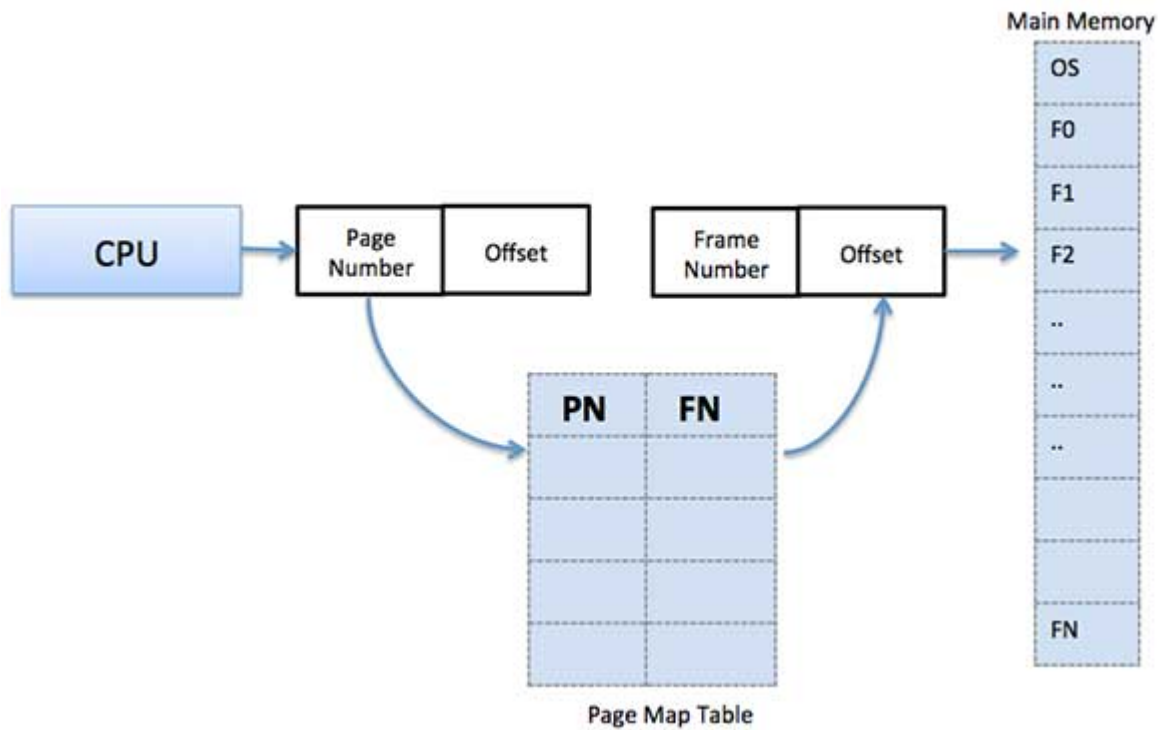 Main Memory
OS
F0
F1
CPU
Page
Number
Offset
Frame
Number
Offset
F2
..
..
..
PN
FN
FN
Page Map Table